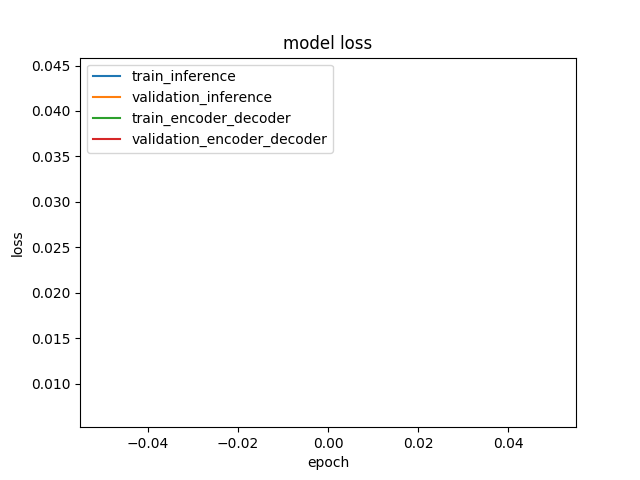 model loss
train_inference
validation_inference
train_encoder_decoder
validation_encoder_decoder
loss
0.045
0.040
0.035
0.030
0.025
0.020
0.015
0.010
−0.04 −0.02 0.00 0.02 0.04
epoch